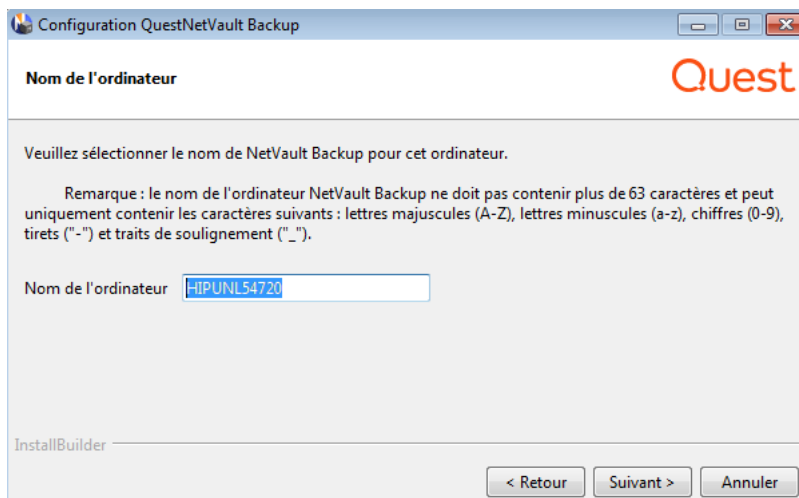 Configuration QuestNetVault Backup
Nom de l'ordinateur
Quest
Veuillez sélectionner le nom de NetVault Backup pour cet ordinateur.
Remarque : le nom de l'ordinateur NetVault Backup ne doit pas contenir plus de 63 caractères et peut
uniquement contenir les caractères suivants : lettres majuscules (A-Z), lettres minuscules (a-z), chiffres (0-9),
tirets ("-") et traits de soulignement ("_").
Nom de l'ordinateur HIPUNL54720
InstallBuilder
< Retour Suivant > Annuler